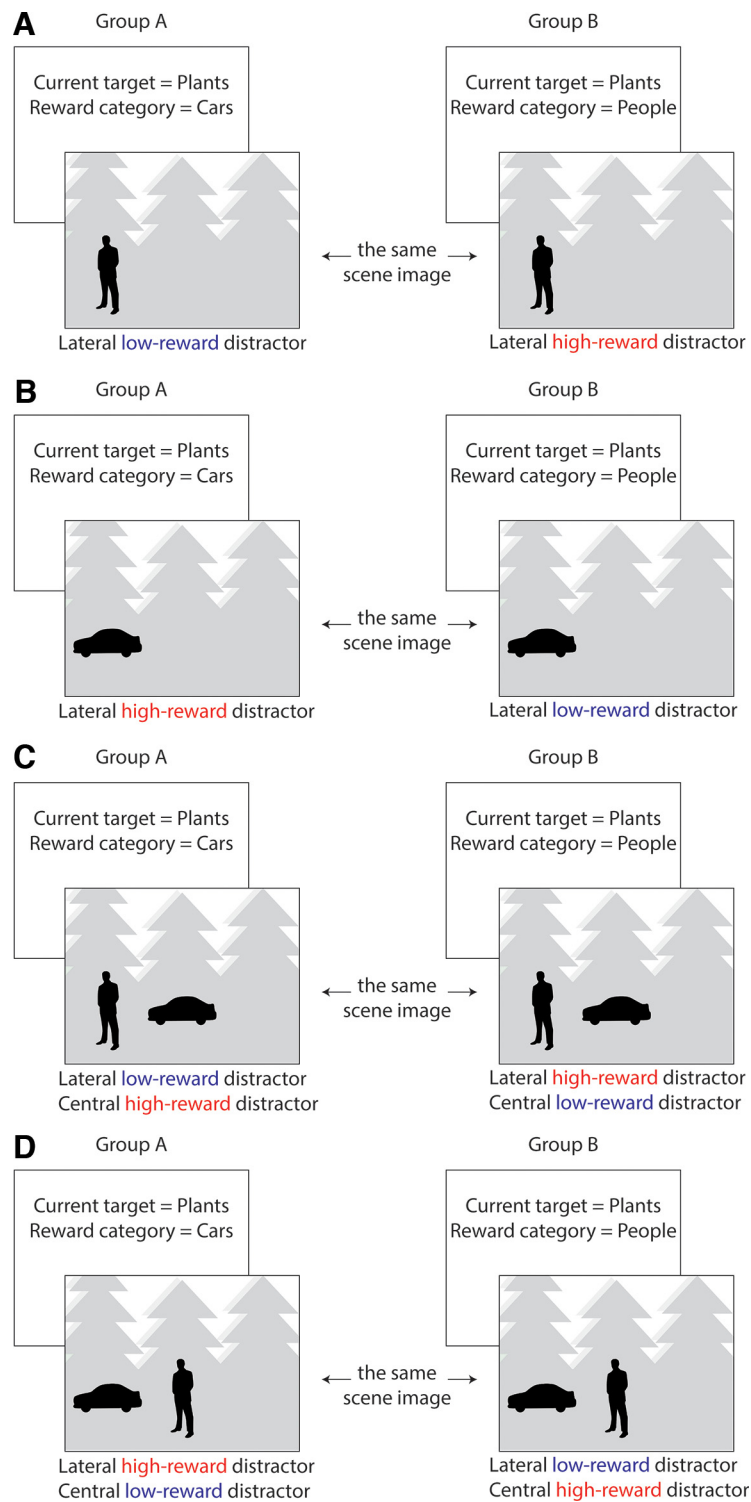 A
Group A
Group B
Current target = Plants
Reward category = Cars
Current target = Plants
Reward category = People
the same
scene image
Lateral low-reward distractor
Lateral high-reward distractor
B
Group A
Group B
Current target = Plants
Reward category = Cars
Current target = Plants
Reward category = People
the same
scene image
Lateral high-reward distractor
Lateral low-reward distractor
C
Group A
Group B
Current target = Plants
Reward category = Cars
Current target = Plants
Reward category = People
the same
scene image
Lateral low-reward distractor
Central high-reward distractor
Lateral high-reward distractor
Central low-reward distractor
D
Group A
Group B
Current target = Plants
Reward category = Cars
Current target = Plants
Reward category = People
the same
scene image
Lateral high-reward distractor
Central low-reward distractor
Lateral low-reward distractor
Central high-reward distractor